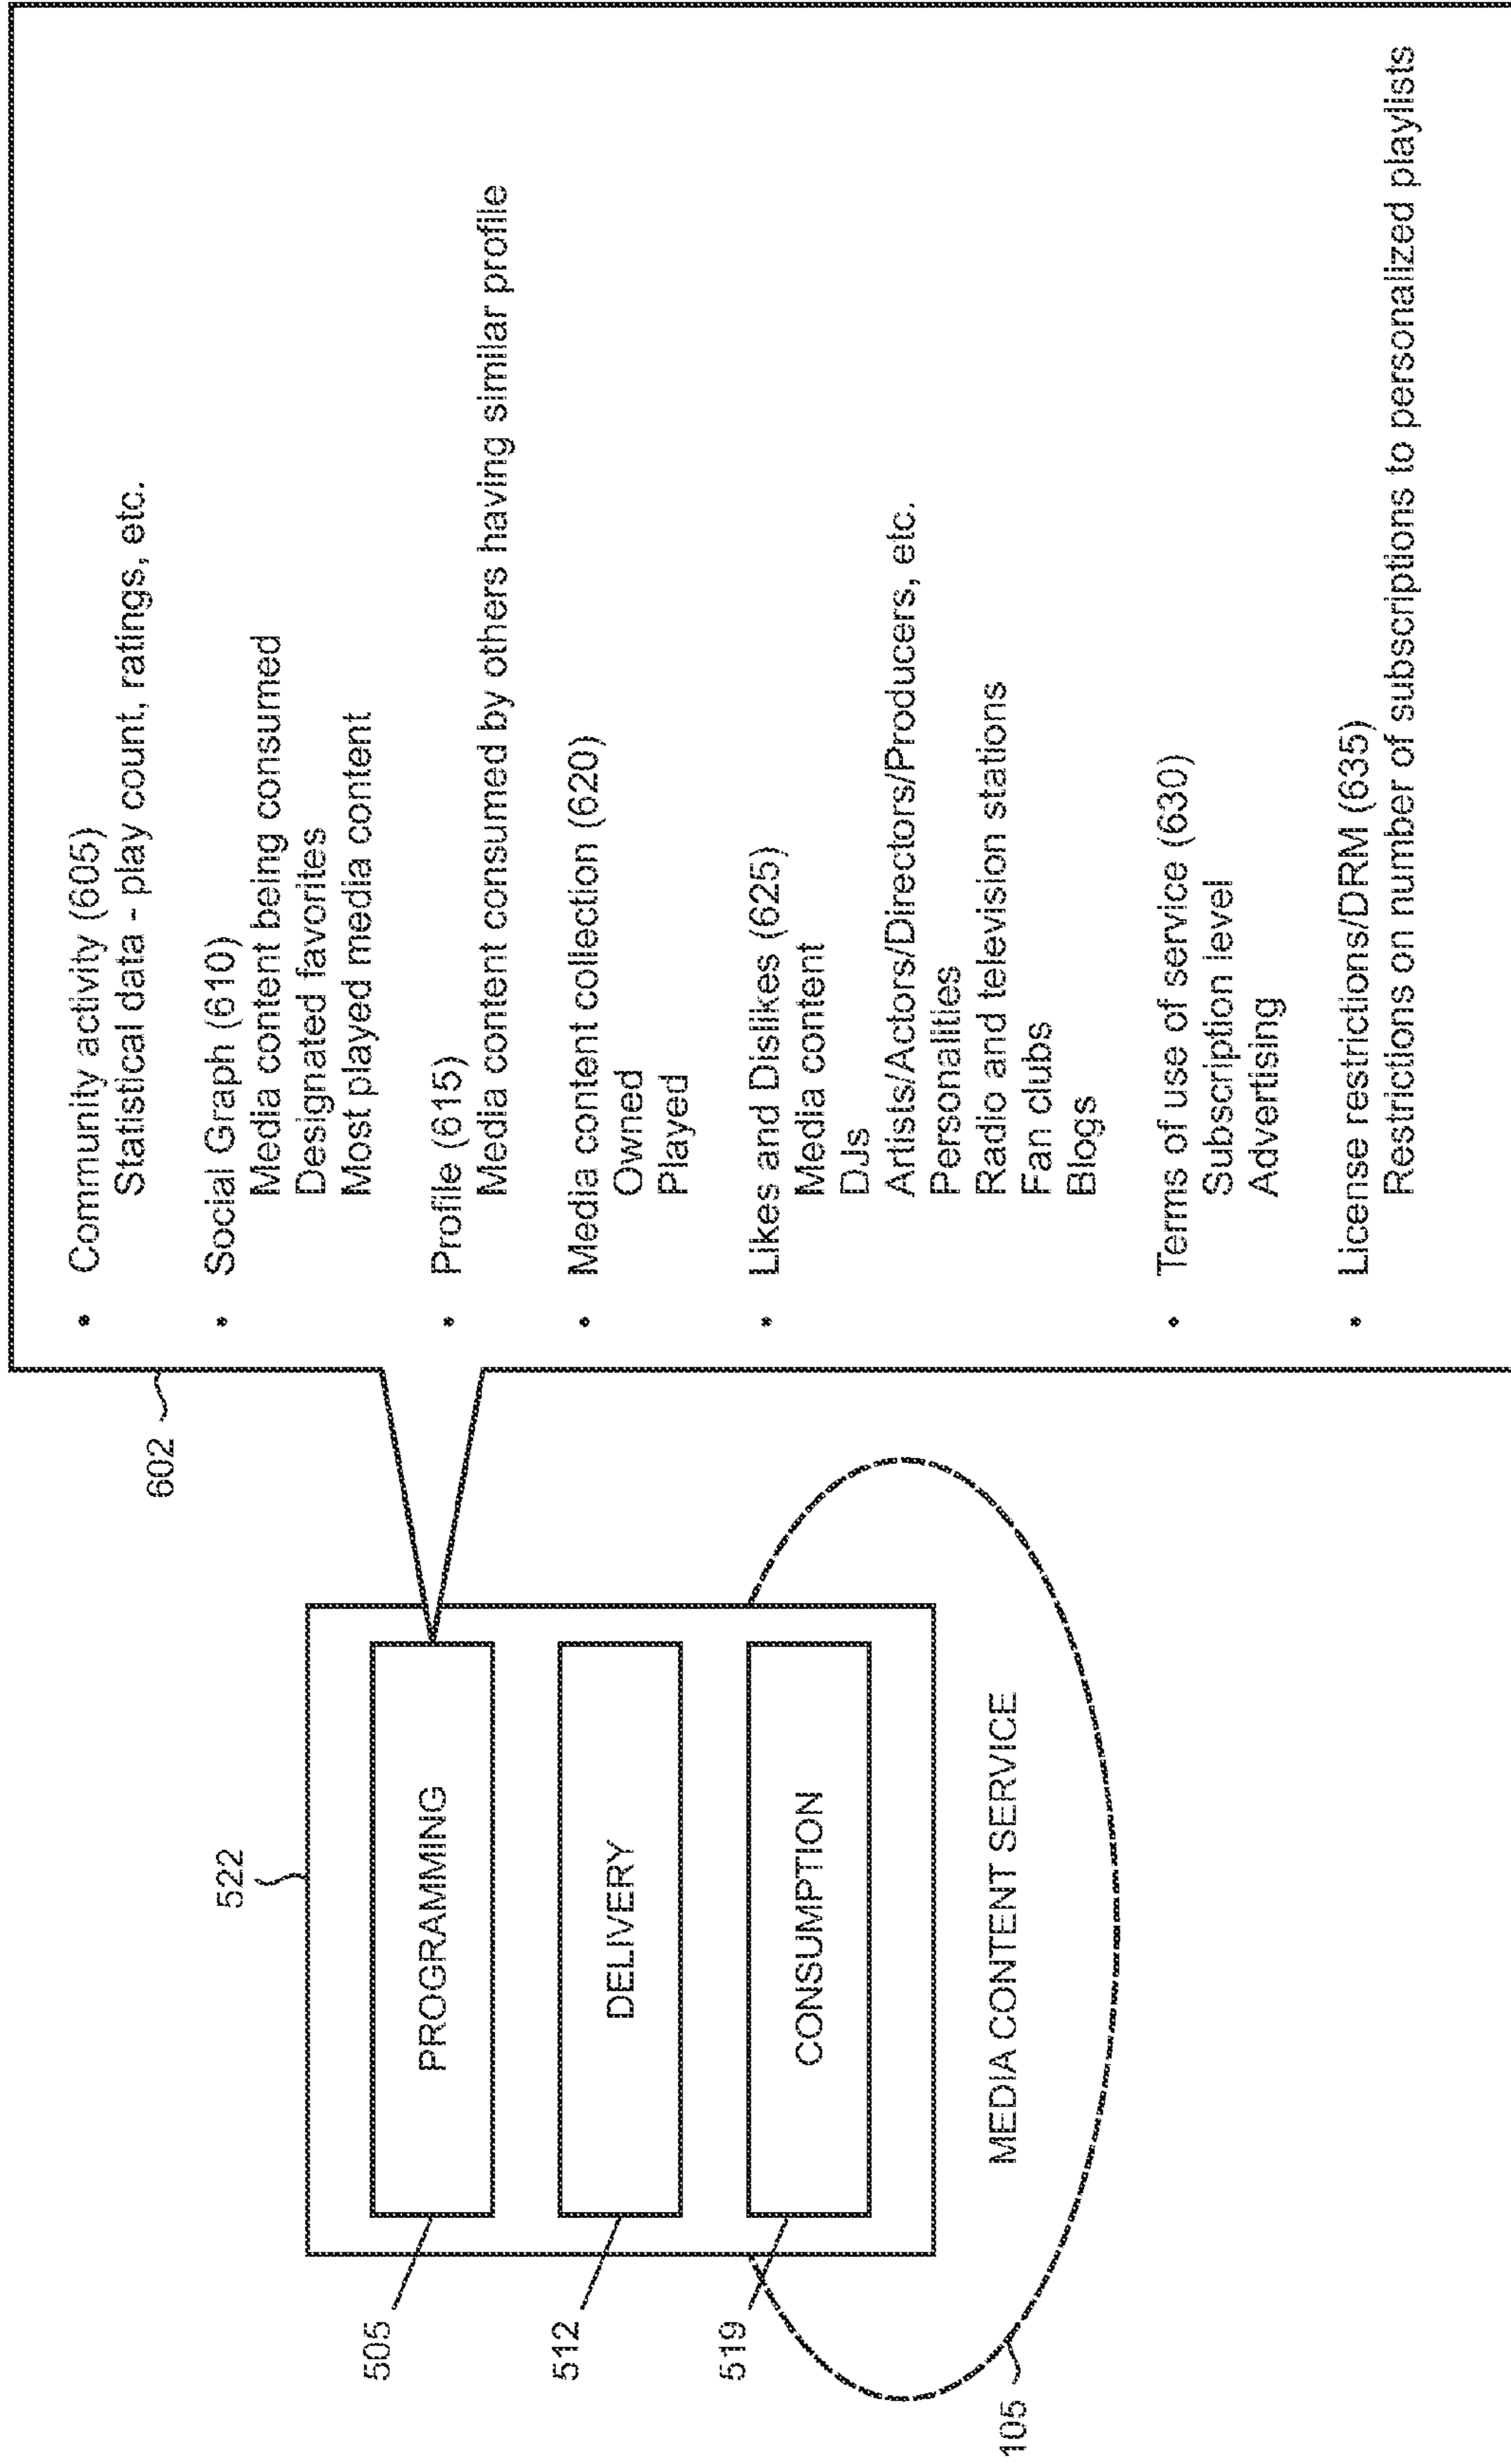 602
• Community activity (605)
Statistical data - play count, ratings, etc.
• Social Graph (610)
Media content being consumed
Designated favorites
Most played media content
• Profile (615)
Media content consumed by others having similar profile
• Media content collection (620)
Owned
Played
• Likes and Dislikes (625)
Media content
DJs
Artists/Actors/Directors/Producers, etc.
Personalities
Radio and television stations
Fan clubs
Blogs
• Terms of use of service (630)
Subscription level
Advertising
• License restrictions/DRM (635)
Restrictions on number of subscriptions to personalized playlists
522
505
PROGRAMMING
512
DELIVERY
519
CONSUMPTION
MEDIA CONTENT SERVICE
105